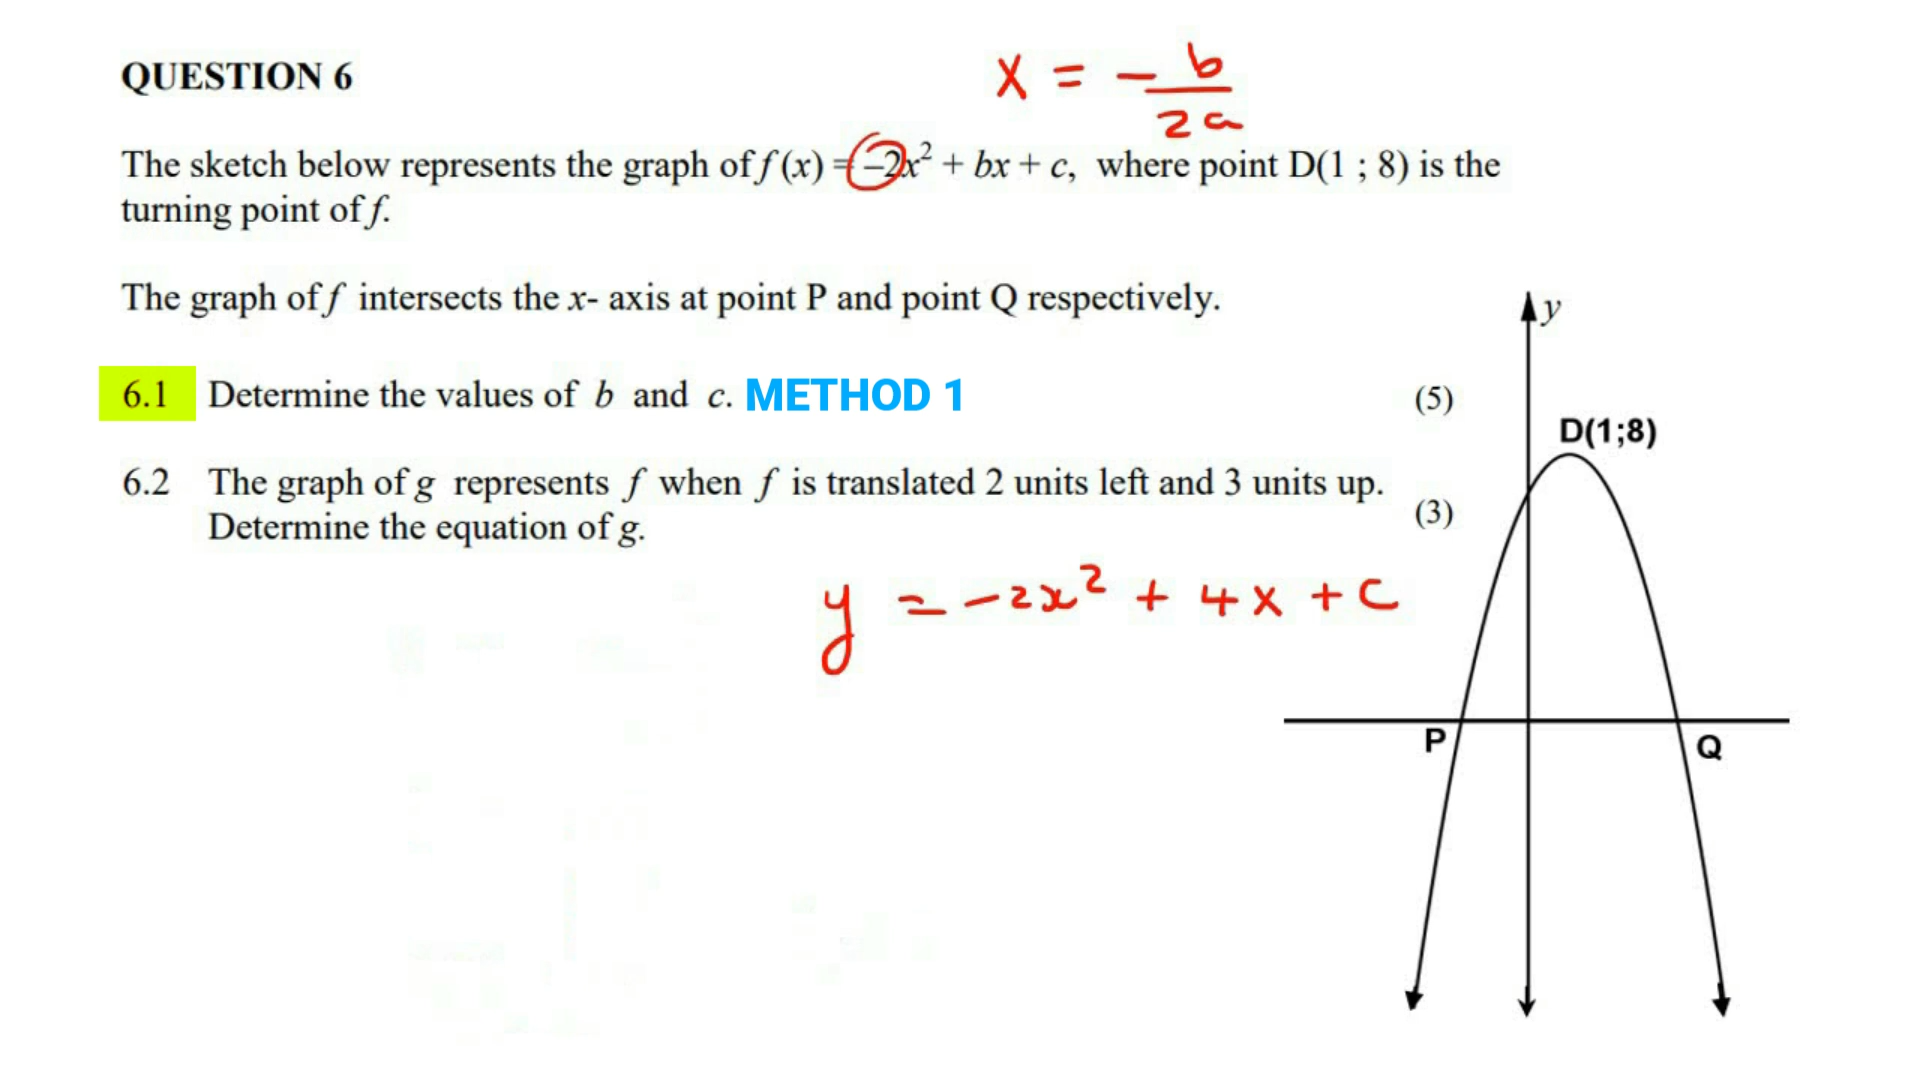 QUESTION 6
x = - b / 2a
The sketch below represents the graph of f (x) = –2x² + bx + c, where point D(1 ; 8) is the
turning point of f.
The graph of f intersects the x- axis at point P and point Q respectively.
6.1 Determine the values of b and c. METHOD 1 (5)
6.2 The graph of g represents f when f is translated 2 units left and 3 units up.
Determine the equation of g. (3)
y = -2x² + 4x + c
y
D(1;8)
P
Q